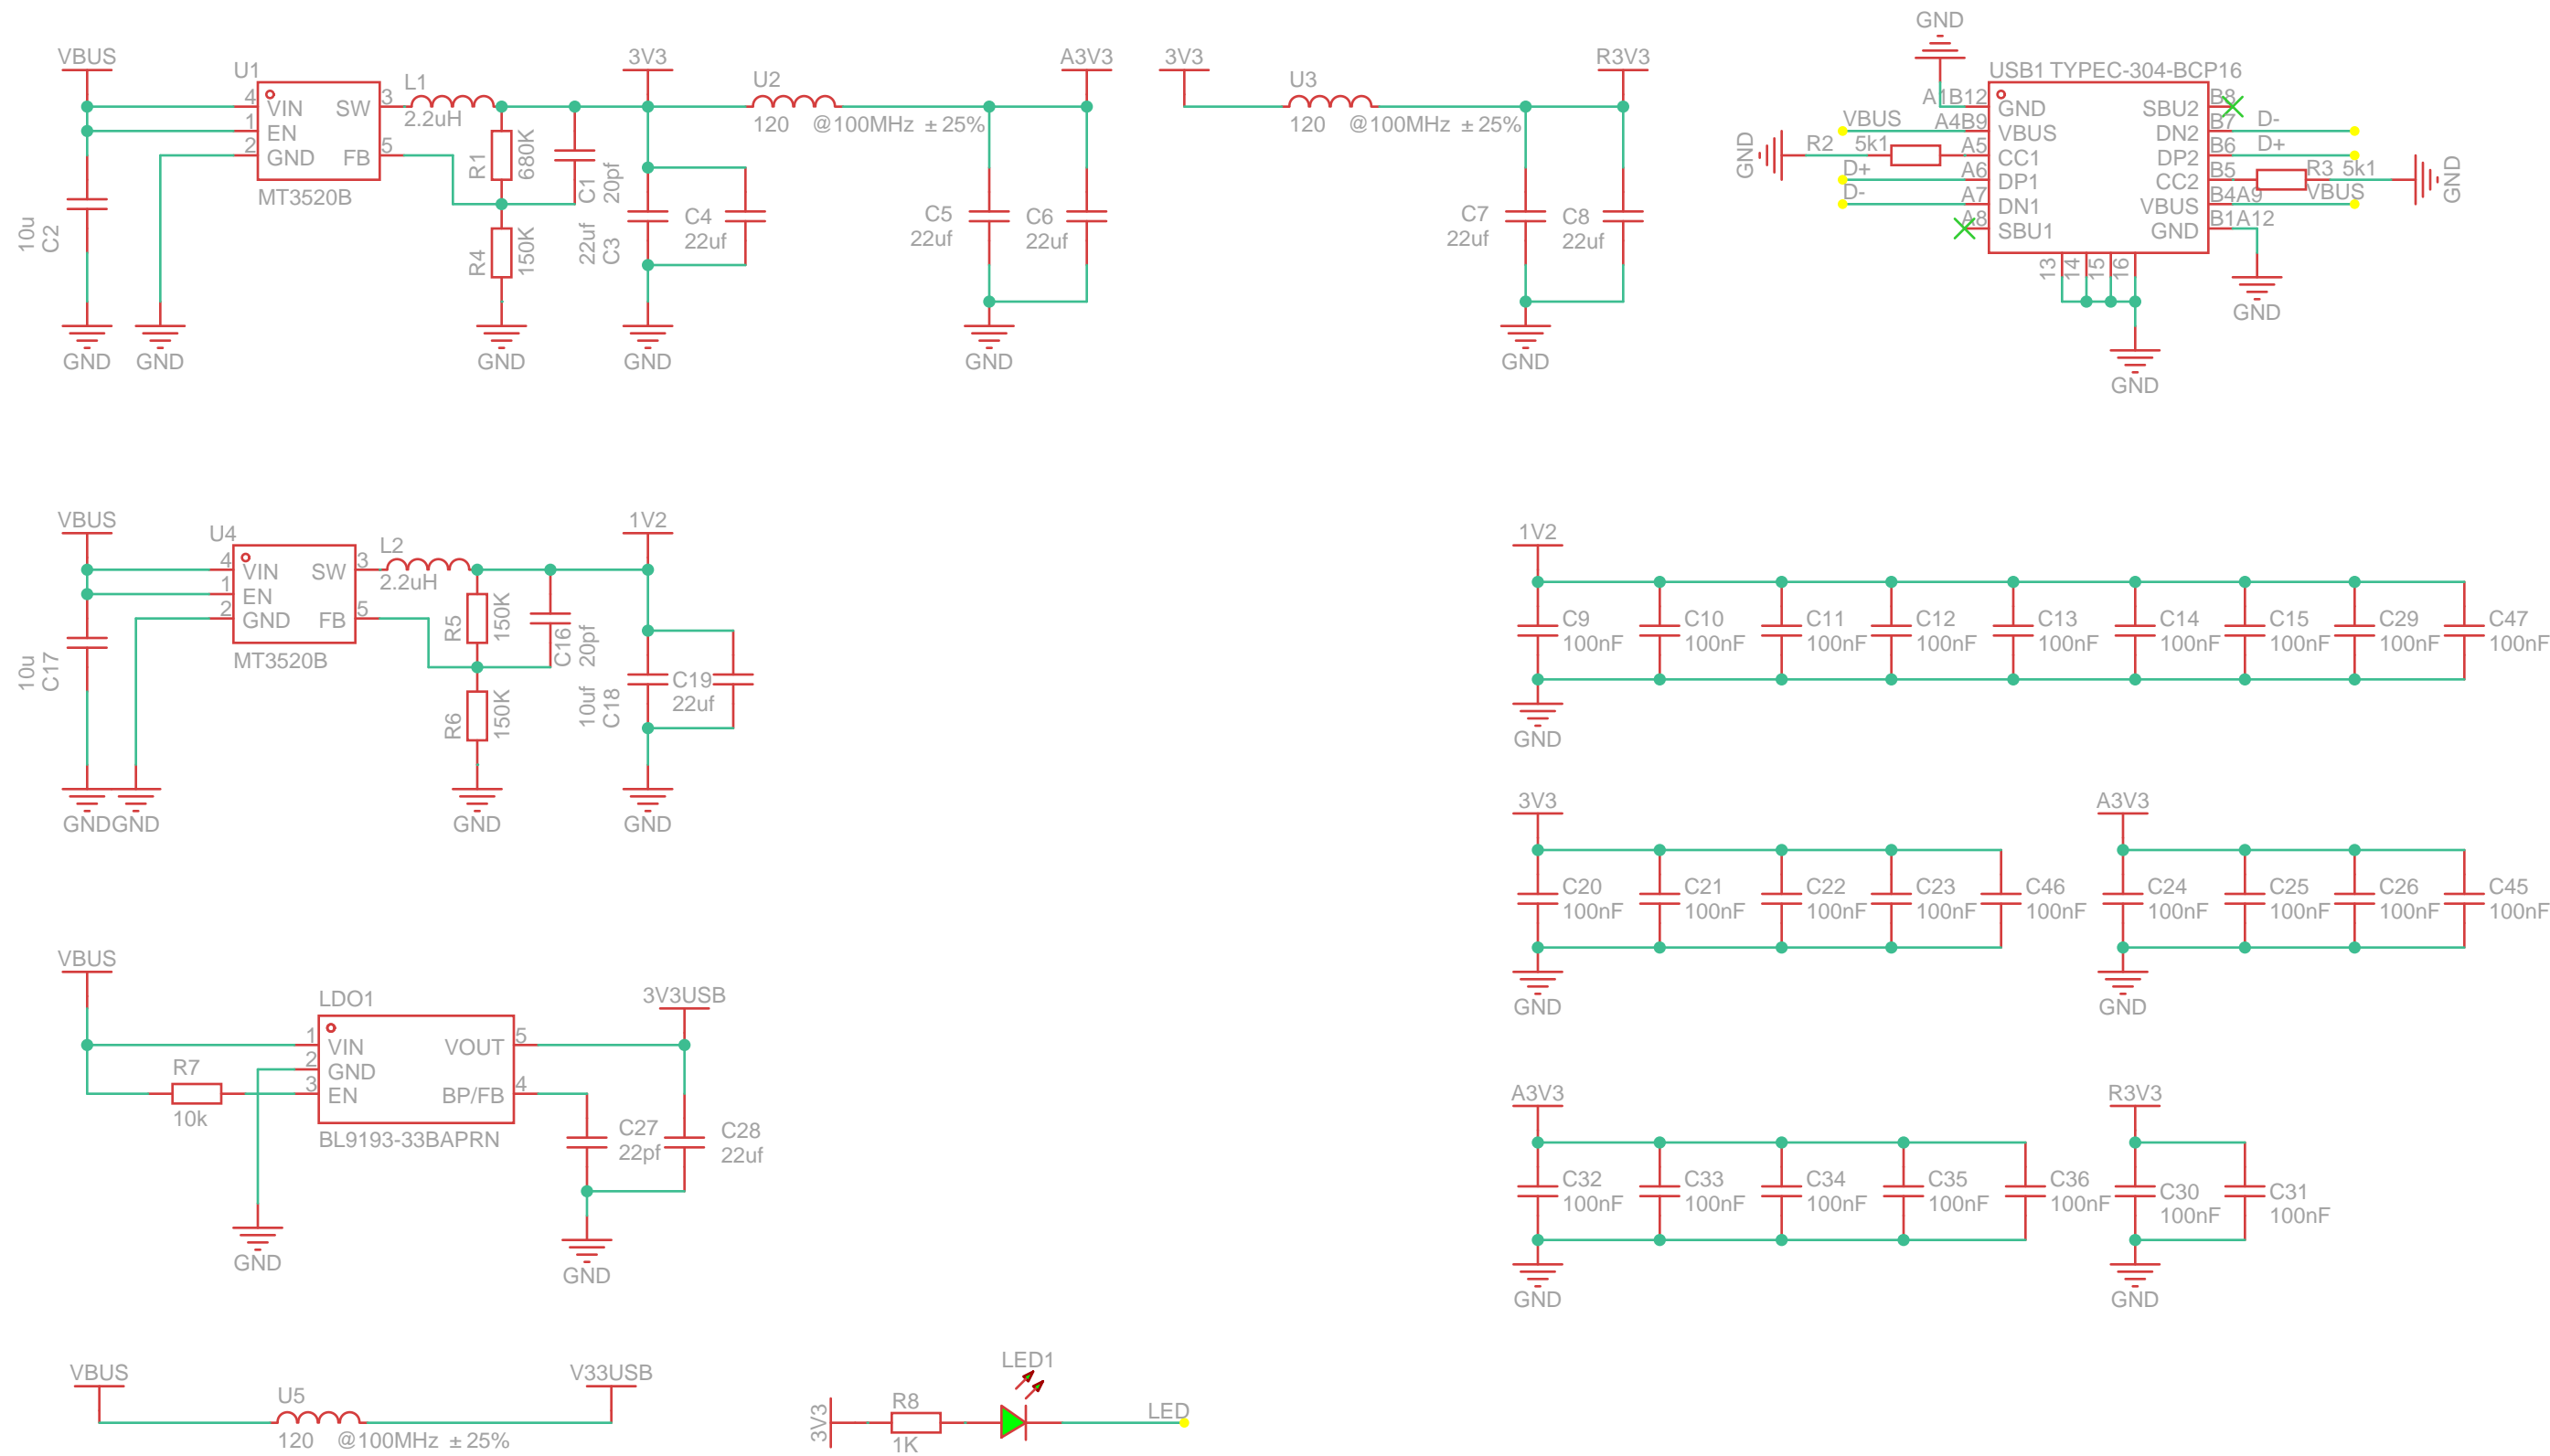 VBUS
U1
4
VIN
SW
3
1
EN
2
GND
FB
5
MT3520B
L1
2.2uH
R1
680K
C1
20pf
R4
150K
10u
C2
GND
GND
GND
3V3
22uf
C3
C4
22uf
GND
U2
120 @100MHz ±25%
A3V3
C5
22uf
C6
22uf
GND
3V3
U3
120 @100MHz ±25%
R3V3
C7
22uf
C8
22uf
GND
GND
USB1 TYPEC-304-BCP16
A1B12
GND
SBU2
B8
VBUS
A4B9
VBUS
DN2
B7
D-
GND
R2 5k1
A5
CC1
DP2
B6
D+
D+
A6
DP1
CC2
B5
R3 5k1
GND
D-
A7
DN1
VBUS
B4A9
VBUS
A8
SBU1
GND
B1A12
13
14
15
16
GND
GND
VBUS
U4
4
VIN
SW
3
1
EN
2
GND
FB
5
MT3520B
L2
2.2uH
R5
150K
C16
20pf
R6
150K
10u
C17
GND
GND
GND
1V2
10uf
C18
C19
22uf
GND
1V2
C9
100nF
C10
100nF
C11
100nF
C12
100nF
C13
100nF
C14
100nF
C15
100nF
C29
100nF
C47
100nF
GND
3V3
C20
100nF
C21
100nF
C22
100nF
C23
100nF
C46
100nF
GND
A3V3
C24
100nF
C25
100nF
C26
100nF
C45
100nF
GND
VBUS
LDO1
1
VIN
VOUT
5
2
GND
3
EN
BP/FB
4
BL9193-33BAPRN
R7
10k
3V3USB
C27
22pf
C28
22uf
GND
GND
A3V3
C32
100nF
C33
100nF
C34
100nF
C35
100nF
C36
100nF
GND
R3V3
C30
100nF
C31
100nF
GND
VBUS
U5
120 @100MHz ±25%
V33USB
3V3
R8
1K
LED1
LED